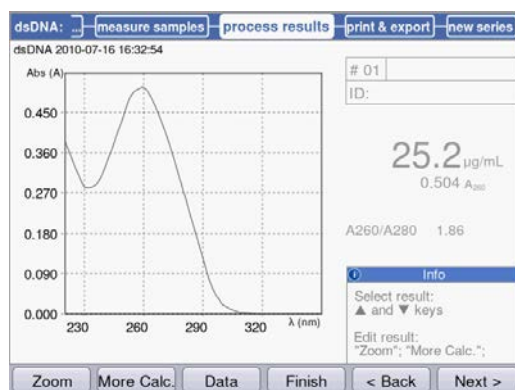 dsDNA: ... measure samples process results print & export new series
dsDNA 2010-07-16 16:32:54
Abs (A)
0.450
0.360
0.270
0.180
0.090
0.000
230 260 290 320 λ (nm)
# 01
ID:
25.2 µg/mL
0.504 A260
A260/A280 1.86
Info
Select result:
▲ and ▼ keys
Edit result:
"Zoom"; "More Calc.";
Zoom More Calc. Data Finish < Back Next >